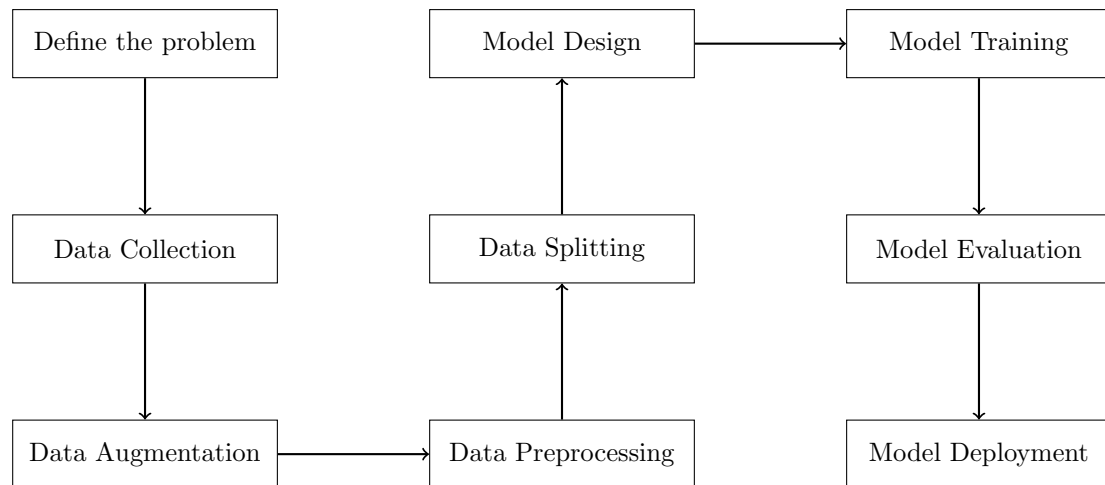 Define the problem
Model Design
Model Training
Data Collection
Data Splitting
Model Evaluation
Data Augmentation
Data Preprocessing
Model Deployment